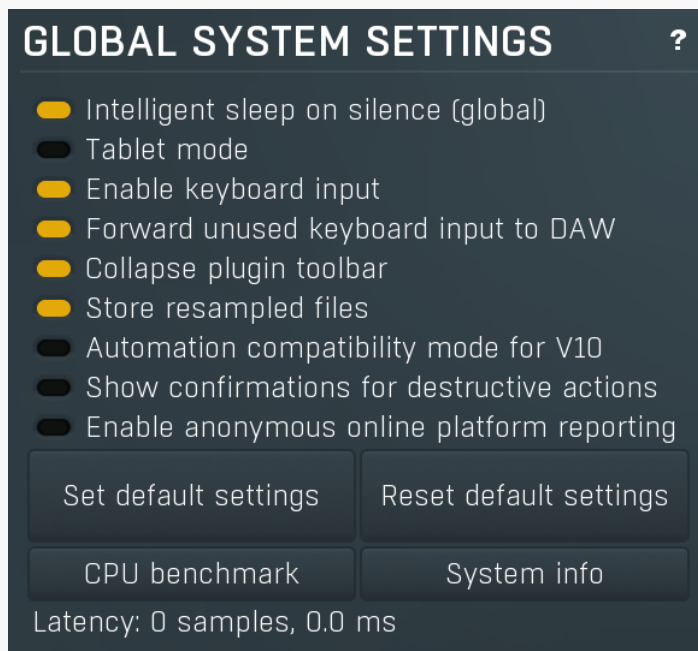 GLOBAL SYSTEM SETTINGS ?
Intelligent sleep on silence (global)
Tablet mode
Enable keyboard input
Forward unused keyboard input to DAW
Collapse plugin toolbar
Store resampled files
Automation compatibility mode for V10
Show confirmations for destructive actions
Enable anonymous online platform reporting
Set default settings Reset default settings
CPU benchmark System info
Latency: 0 samples, 0.0 ms